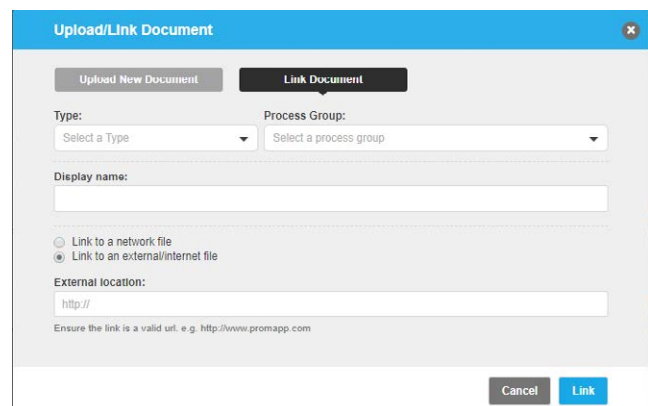 Upload/Link Document
Upload New Document Link Document
Type: Process Group:
Select a Type Select a process group
Display name:
Link to a network file
Link to an external/internet file
External location:
http://
Ensure the link is a valid url. e.g. http://www.promapp.com
Cancel Link